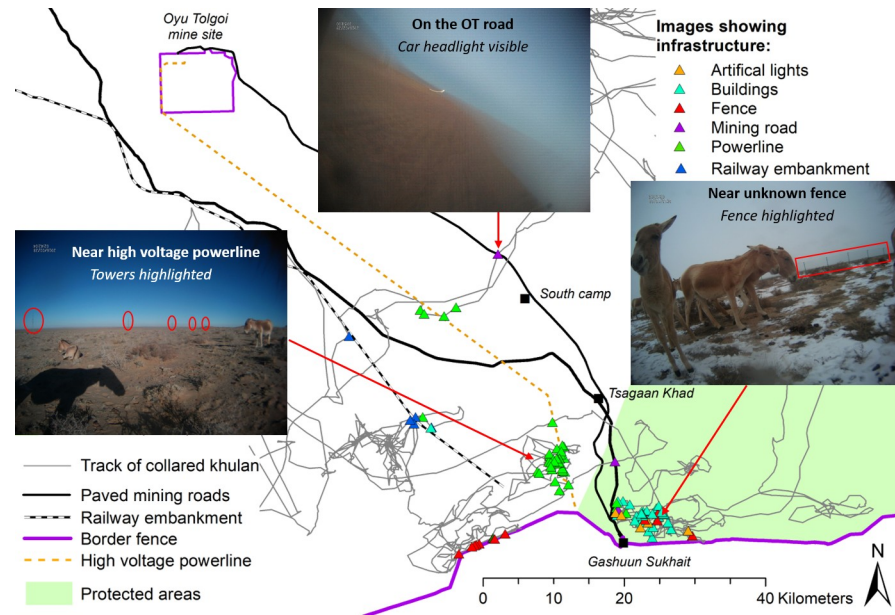 Oyu Tolgoi
mine site
On the OT road
Car headlight visible
Images showing
infrastructure:
Artifical lights
Buildings
Fence
Mining road
Powerline
Railway embankment
Near unknown fence
Fence highlighted
Near high voltage powerline
Towers highlighted
South camp
Tsagaan Khad
Track of collared khulan
Paved mining roads
Railway embankment
Border fence
High voltage powerline
Protected areas
Gashuun Sukhait
N
0 10 20 40 Kilometers